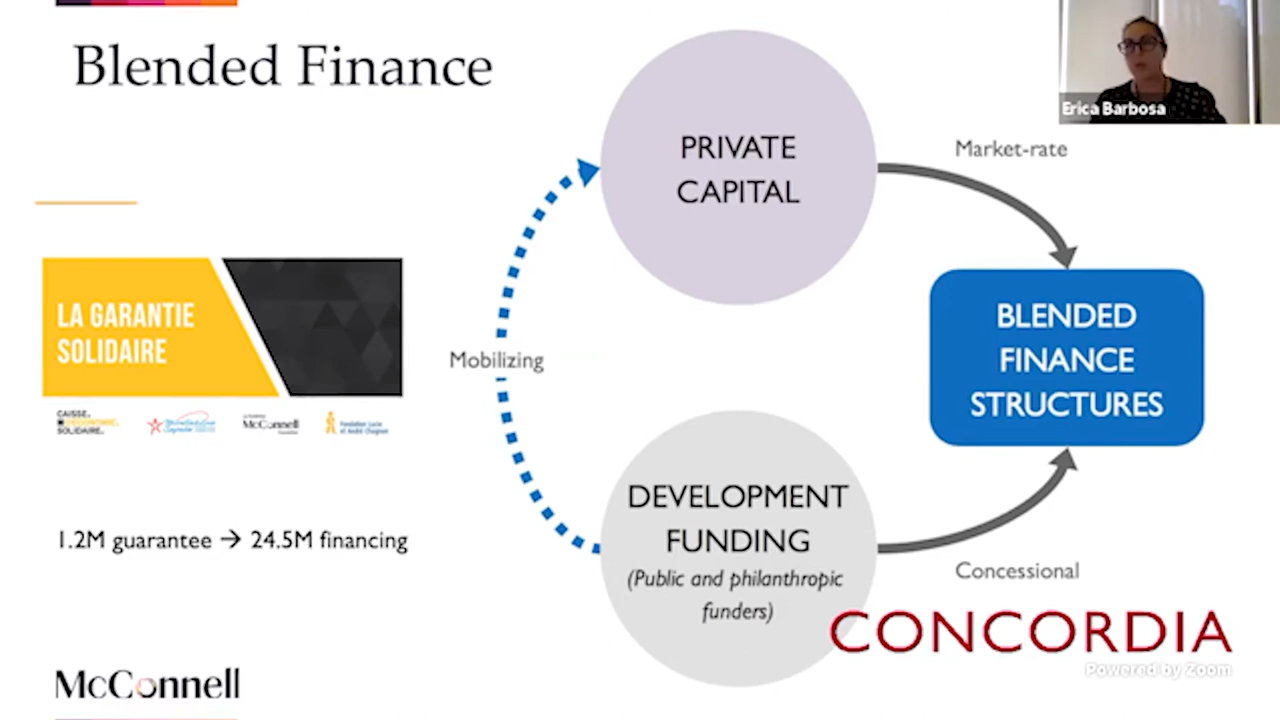 Blended Finance
Erica Barbosa
PRIVATE
CAPITAL
Market-rate
LA GARANTIE
SOLIDAIRE
Mobilizing
BLENDED
FINANCE
STRUCTURES
CAISSE
D'ÉCONOMIE
SOLIDAIRE
McConnell
Fondation Lucie
et André Chagnon
DEVELOPMENT
FUNDING
(Public and philanthropic
funders)
1.2M guarantee → 24.5M financing
Concessional
CONCORDIA
Powered by Zoom
McConnell